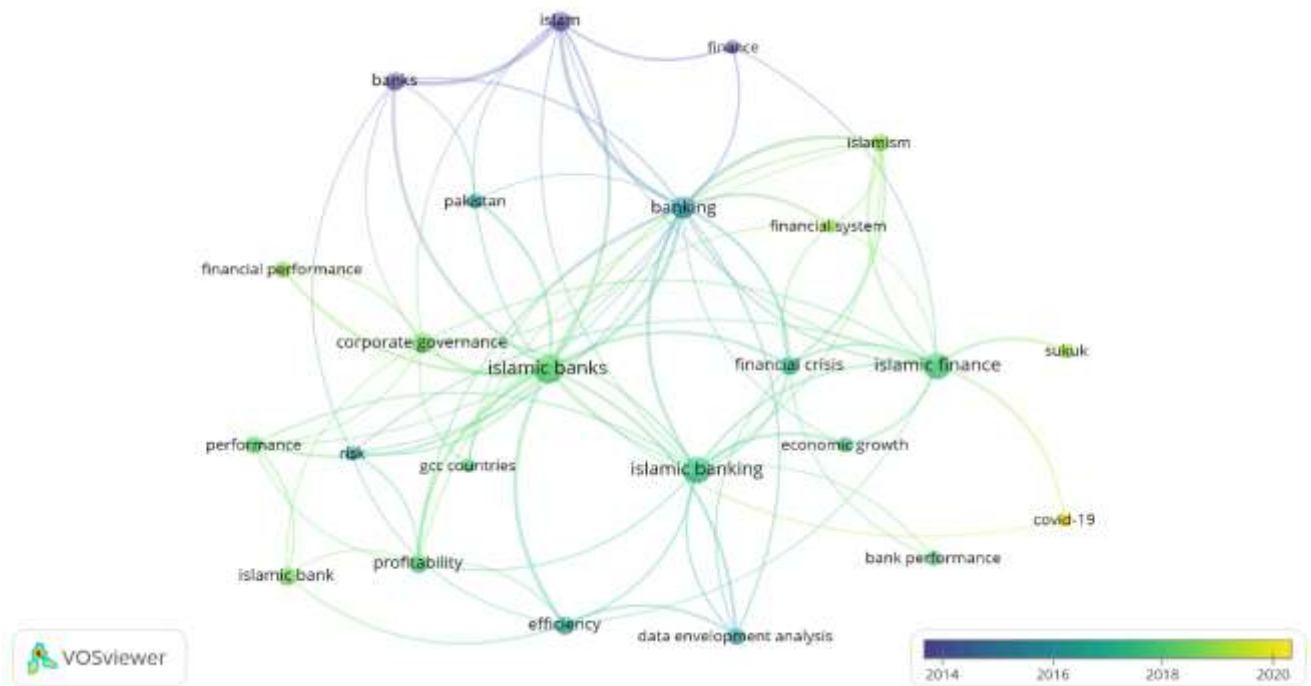 islam
finance
banks
islamism
pakistan
banking
financial system
financial performance
corporate governance
islamic banks
financial crisis
islamic finance
sukuk
performance
risk
gcc countries
islamic banking
economic growth
covid-19
bank performance
profitability
islamic bank
efficiency
data envelopment analysis
VOSviewer
2014 2016 2018 2020